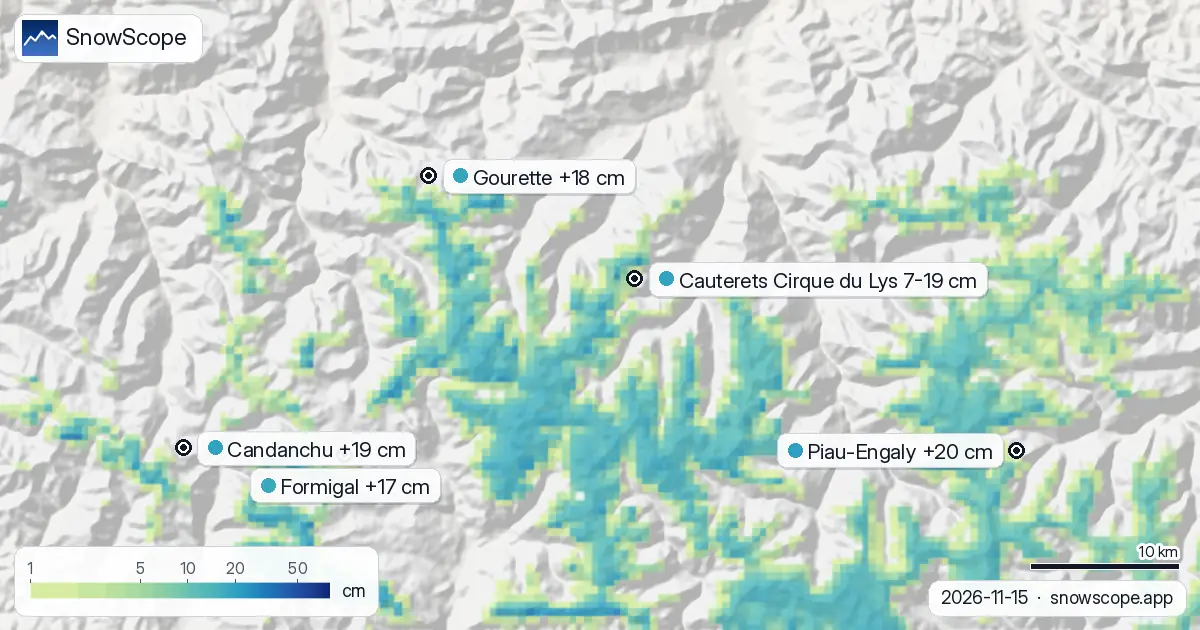 SnowScope
Gourette +18 cm
Cauterets Cirque du Lys 7-19 cm
Candanchu +19 cm
Piau-Engaly +20 cm
Formigal +17 cm
1 5 10 20 50 cm
10 km
2026-11-15 · snowscope.app